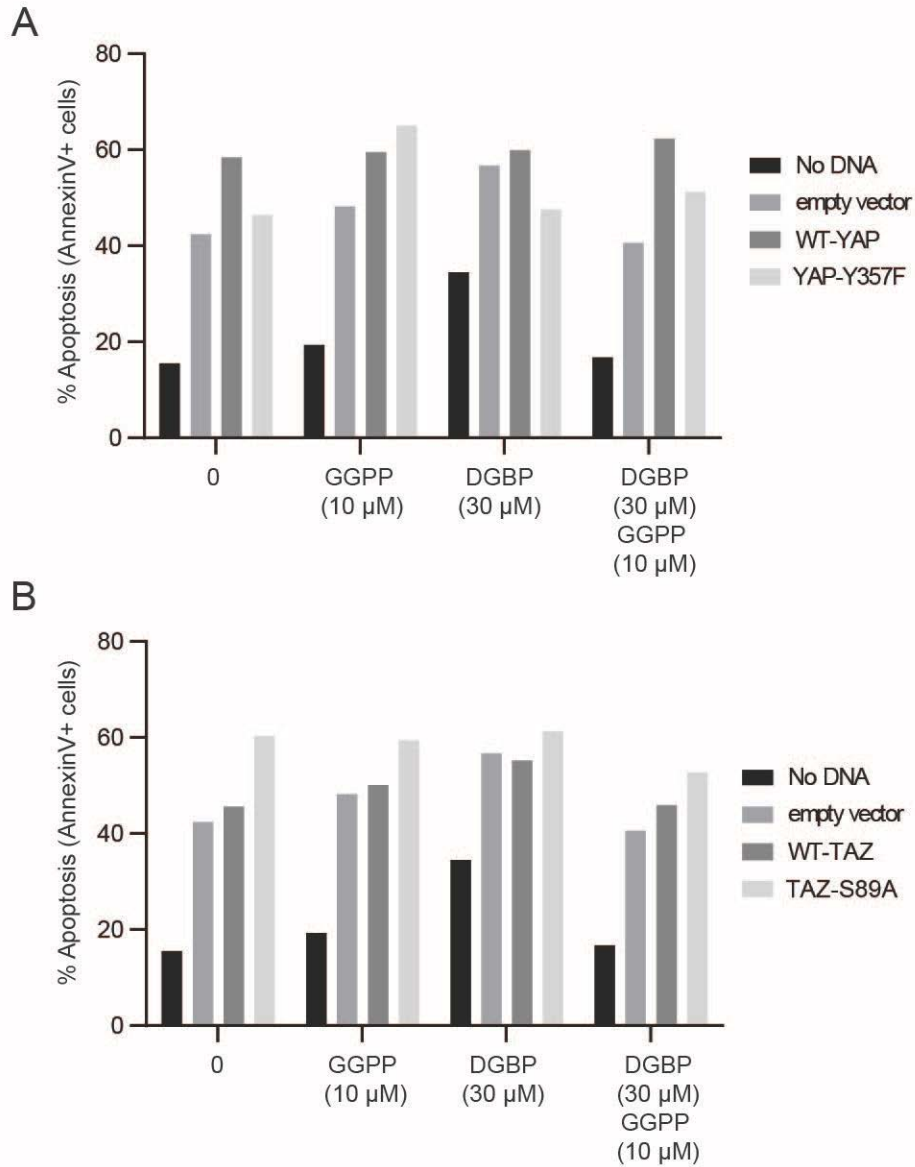 A
% Apoptosis (AnnexinV+ cells)
80
60
40
20
0
0
GGPP
(10 µM)
DGBP
(30 µM)
DGBP
(30 µM)
GGPP
(10 µM)
No DNA
empty vector
WT-YAP
YAP-Y357F
B
% Apoptosis (AnnexinV+ cells)
80
60
40
20
0
0
GGPP
(10 µM)
DGBP
(30 µM)
DGBP
(30 µM)
GGPP
(10 µM)
No DNA
empty vector
WT-TAZ
TAZ-S89A